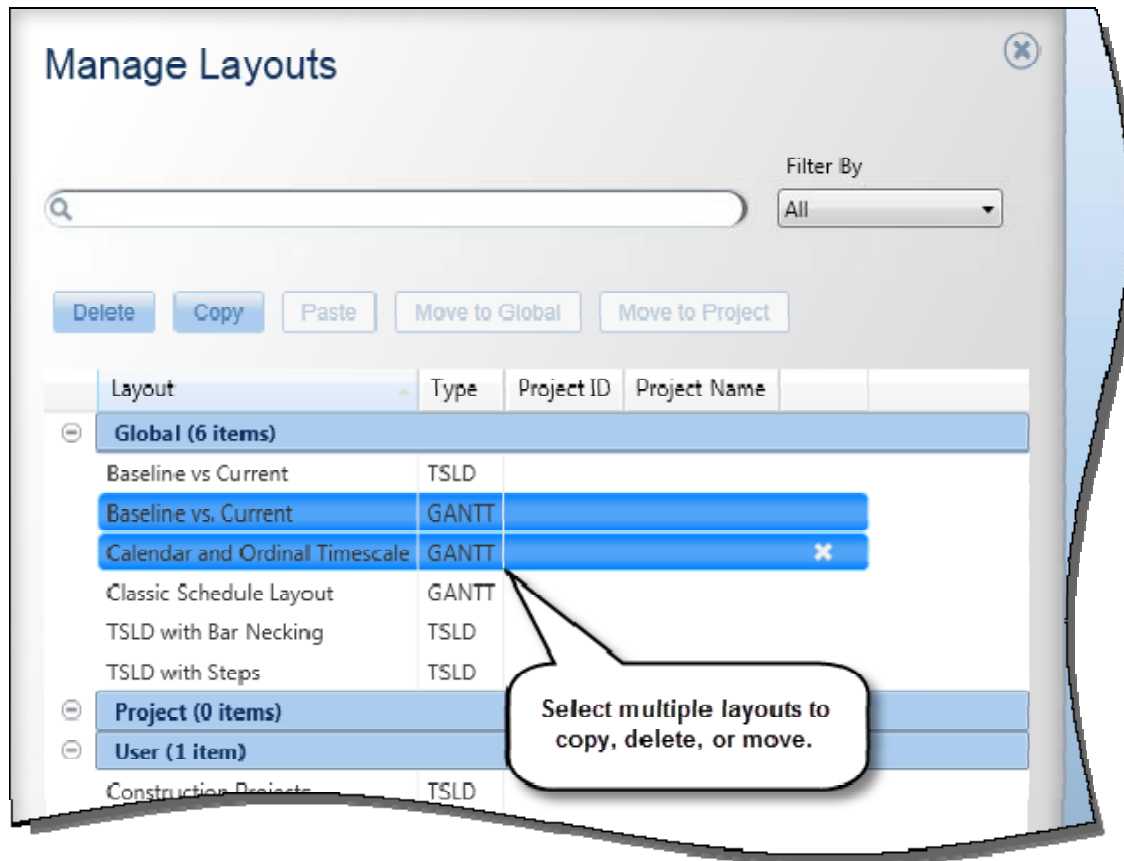 Manage Layouts
Filter By
All
Delete Copy Paste Move to Global Move to Project
Layout Type Project ID Project Name
Global (6 items)
Baseline vs Current TSLD
Baseline vs. Current GANTT
Calendar and Ordinal Timescale GANTT
Classic Schedule Layout GANTT
TSLD with Bar Necking TSLD
TSLD with Steps TSLD
Project (0 items)
User (1 item)
Construction Projects TSLD
Select multiple layouts to
copy, delete, or move.